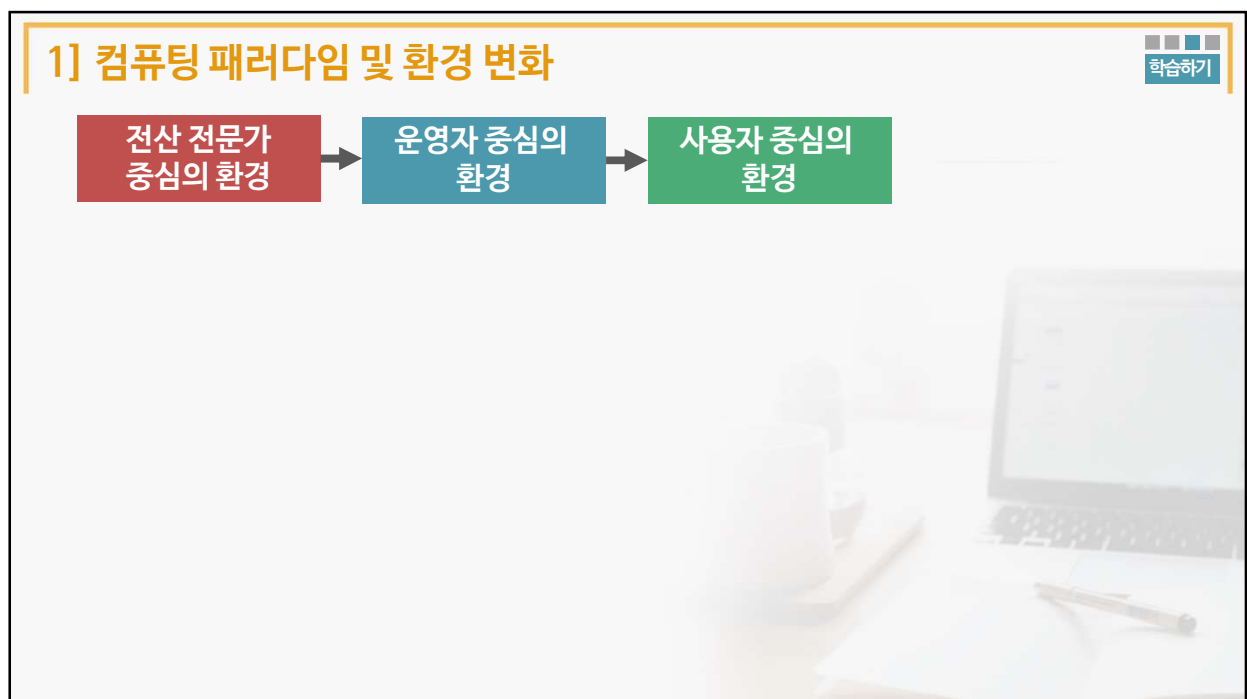 1] 컴퓨팅 패러다임 및 환경 변화
학습하기
전산 전문가
중심의 환경
운영자 중심의
환경
사용자 중심의
환경